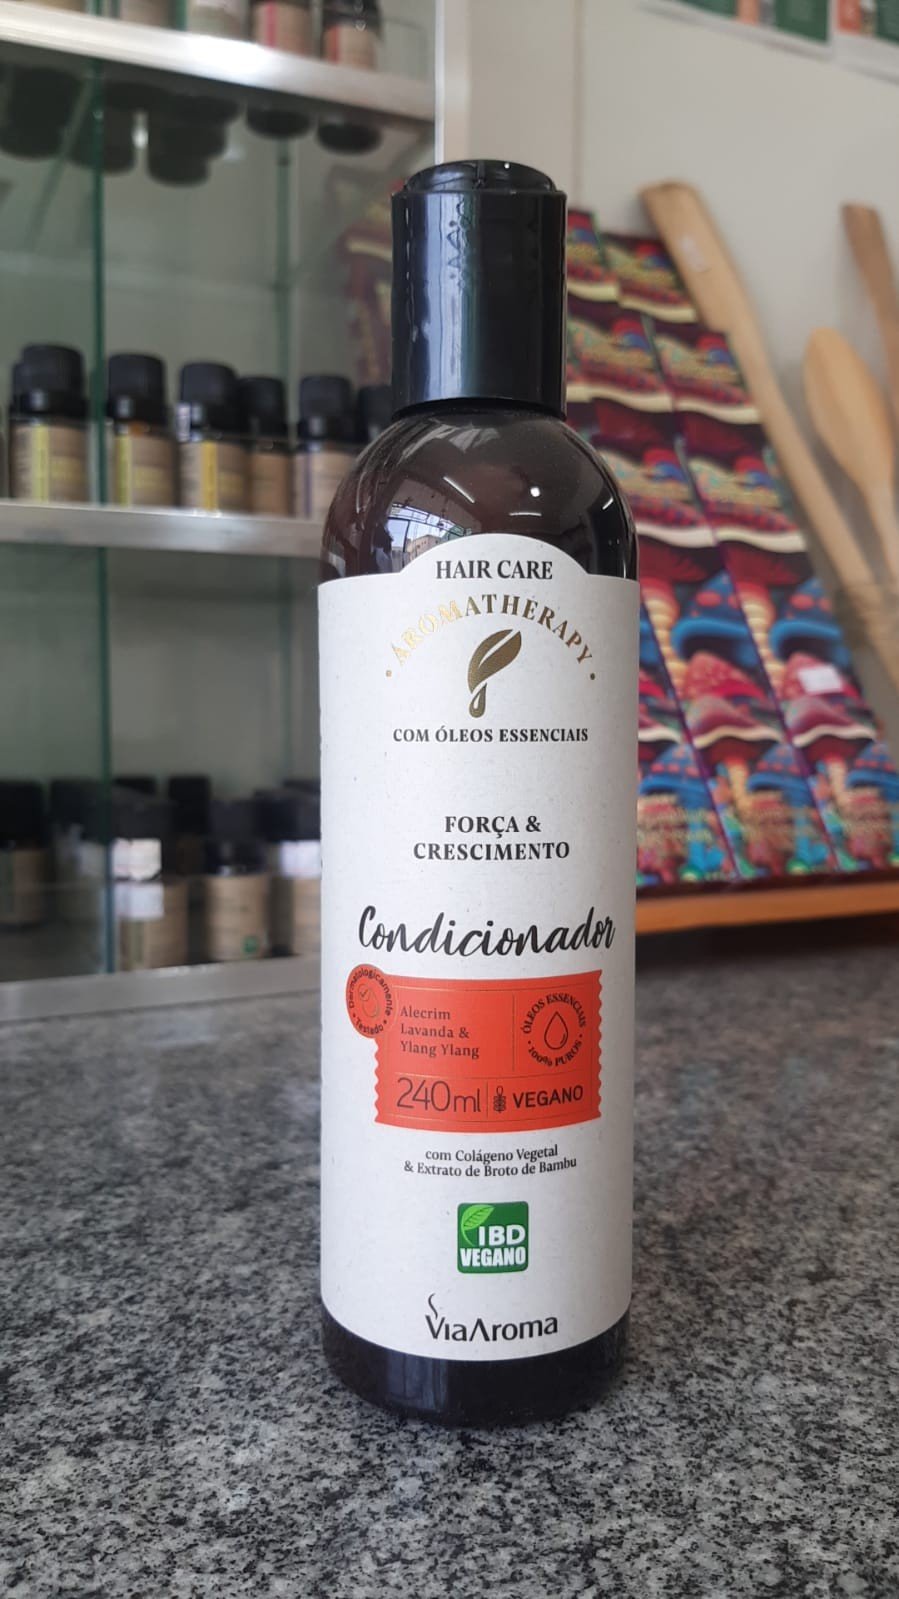 HAIR CARE
AROMATHERAPY
COM ÓLEOS ESSENCIAIS
FORÇA &
CRESCIMENTO
Condicionador
Dermatologicamente
Testado
Alecrim
Lavanda &
Ylang Ylang
ÓLEOS ESSENCIAIS
100% PUROS
240ml
VEGANO
com Colágeno Vegetal
& Extrato de Broto de Bambu
IBD
VEGANO
ViaAroma